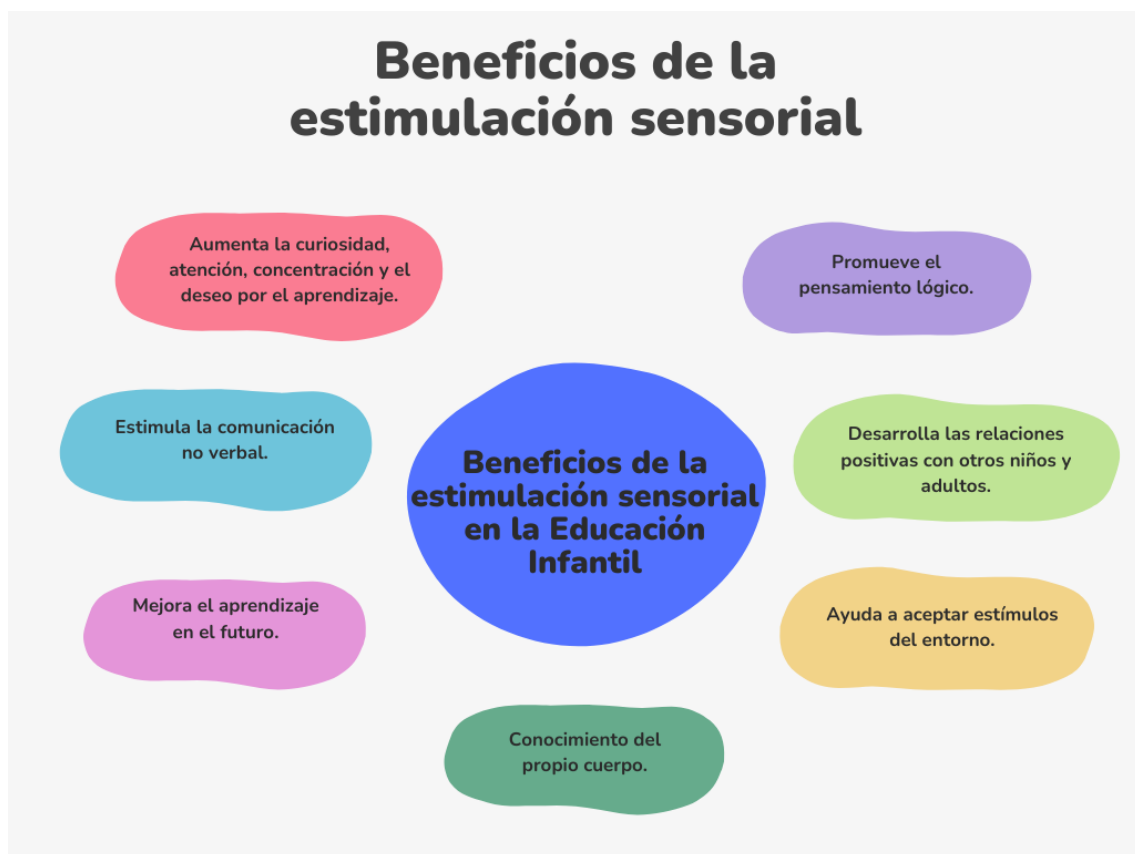 Beneficios de la
estimulación sensorial
Aumenta la curiosidad,
atención, concentración y el
deseo por el aprendizaje.
Promueve el
pensamiento lógico.
Estimula la comunicación
no verbal.
Beneficios de la
estimulación sensorial
en la Educación
Infantil
Desarrolla las relaciones
positivas con otros niños y
adultos.
Mejora el aprendizaje
en el futuro.
Ayuda a aceptar estímulos
del entorno.
Conocimiento del
propio cuerpo.